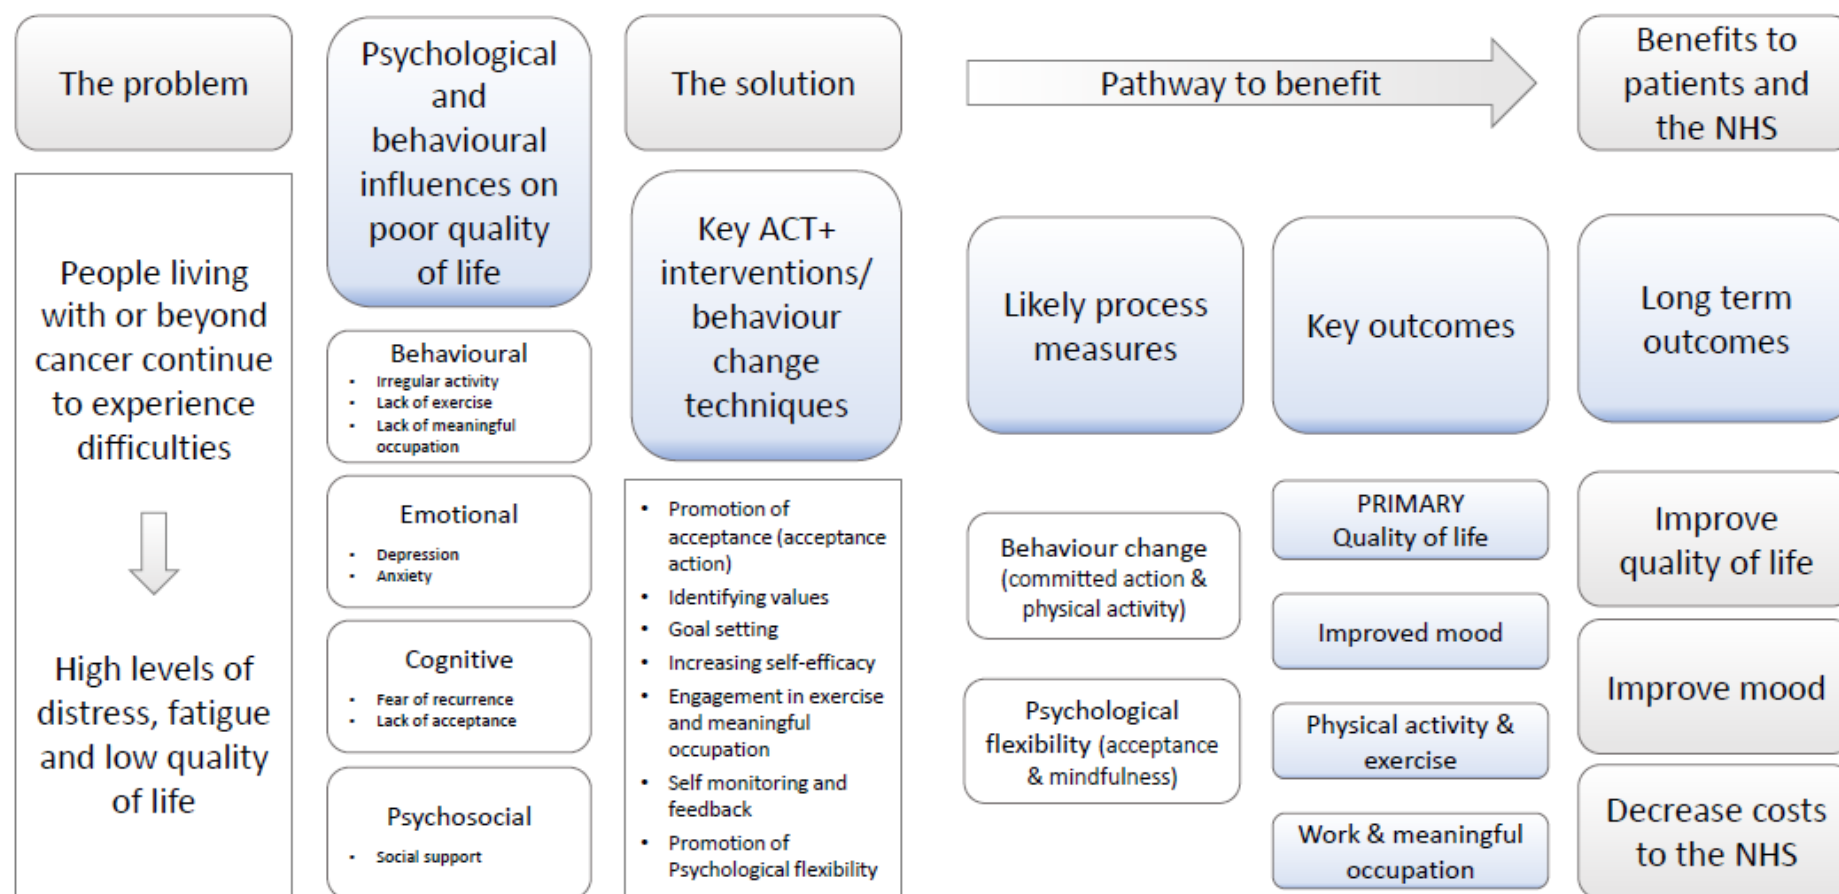 The problem
People living
with or beyond
cancer continue
to experience
difficulties
High levels of
distress, fatigue
and low quality
of life
Psychological
and
behavioural
influences on
poor quality
of life
Behavioural
• Irregular activity
• Lack of exercise
• Lack of meaningful
occupation
Emotional
• Depression
• Anxiety
Cognitive
• Fear of recurrence
• Lack of acceptance
Psychosocial
• Social support
The solution
Key ACT+
interventions/
behaviour
change
techniques
• Promotion of
acceptance (acceptance
action)
• Identifying values
• Goal setting
• Increasing self-efficacy
• Engagement in exercise
and meaningful
occupation
• Self monitoring and
feedback
• Promotion of
Psychological flexibility
Pathway to benefit
Likely process
measures
Behaviour change
(committed action &
physical activity)
Psychological
flexibility (acceptance
& mindfulness)
Key outcomes
PRIMARY
Quality of life
Improved mood
Physical activity &
exercise
Work & meaningful
occupation
Benefits to
patients and
the NHS
Long term
outcomes
Improve
quality of life
Improve mood
Decrease costs
to the NHS